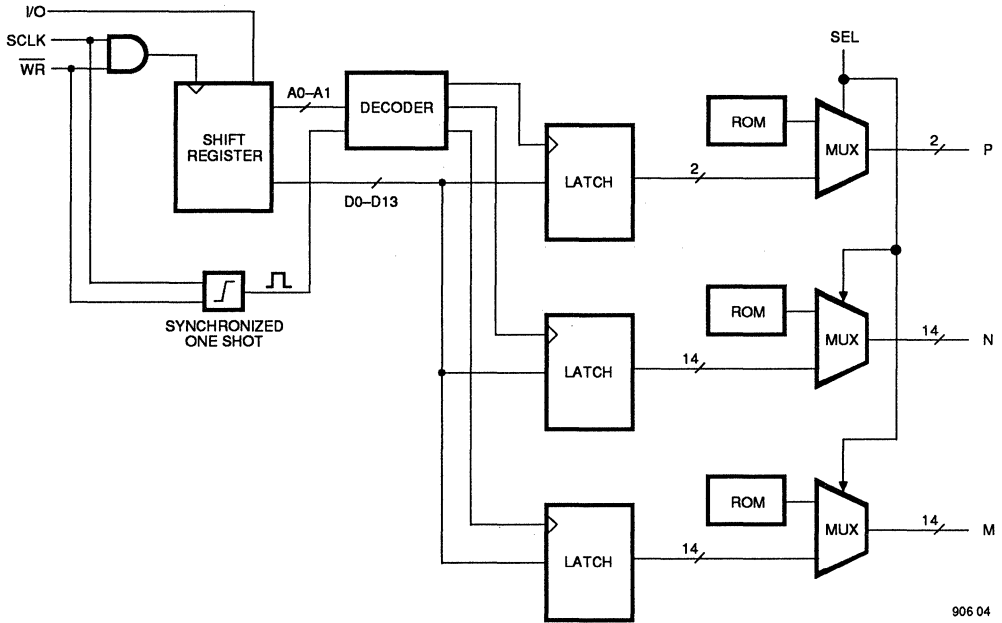 I/O
SCLK
WR
SEL
A0–A1
DECODER
ROM
SHIFT
REGISTER
MUX
2
P
LATCH
2
D0–D13
SYNCHRONIZED
ONE SHOT
ROM
MUX
14
N
LATCH
14
ROM
MUX
14
M
LATCH
14
906 04